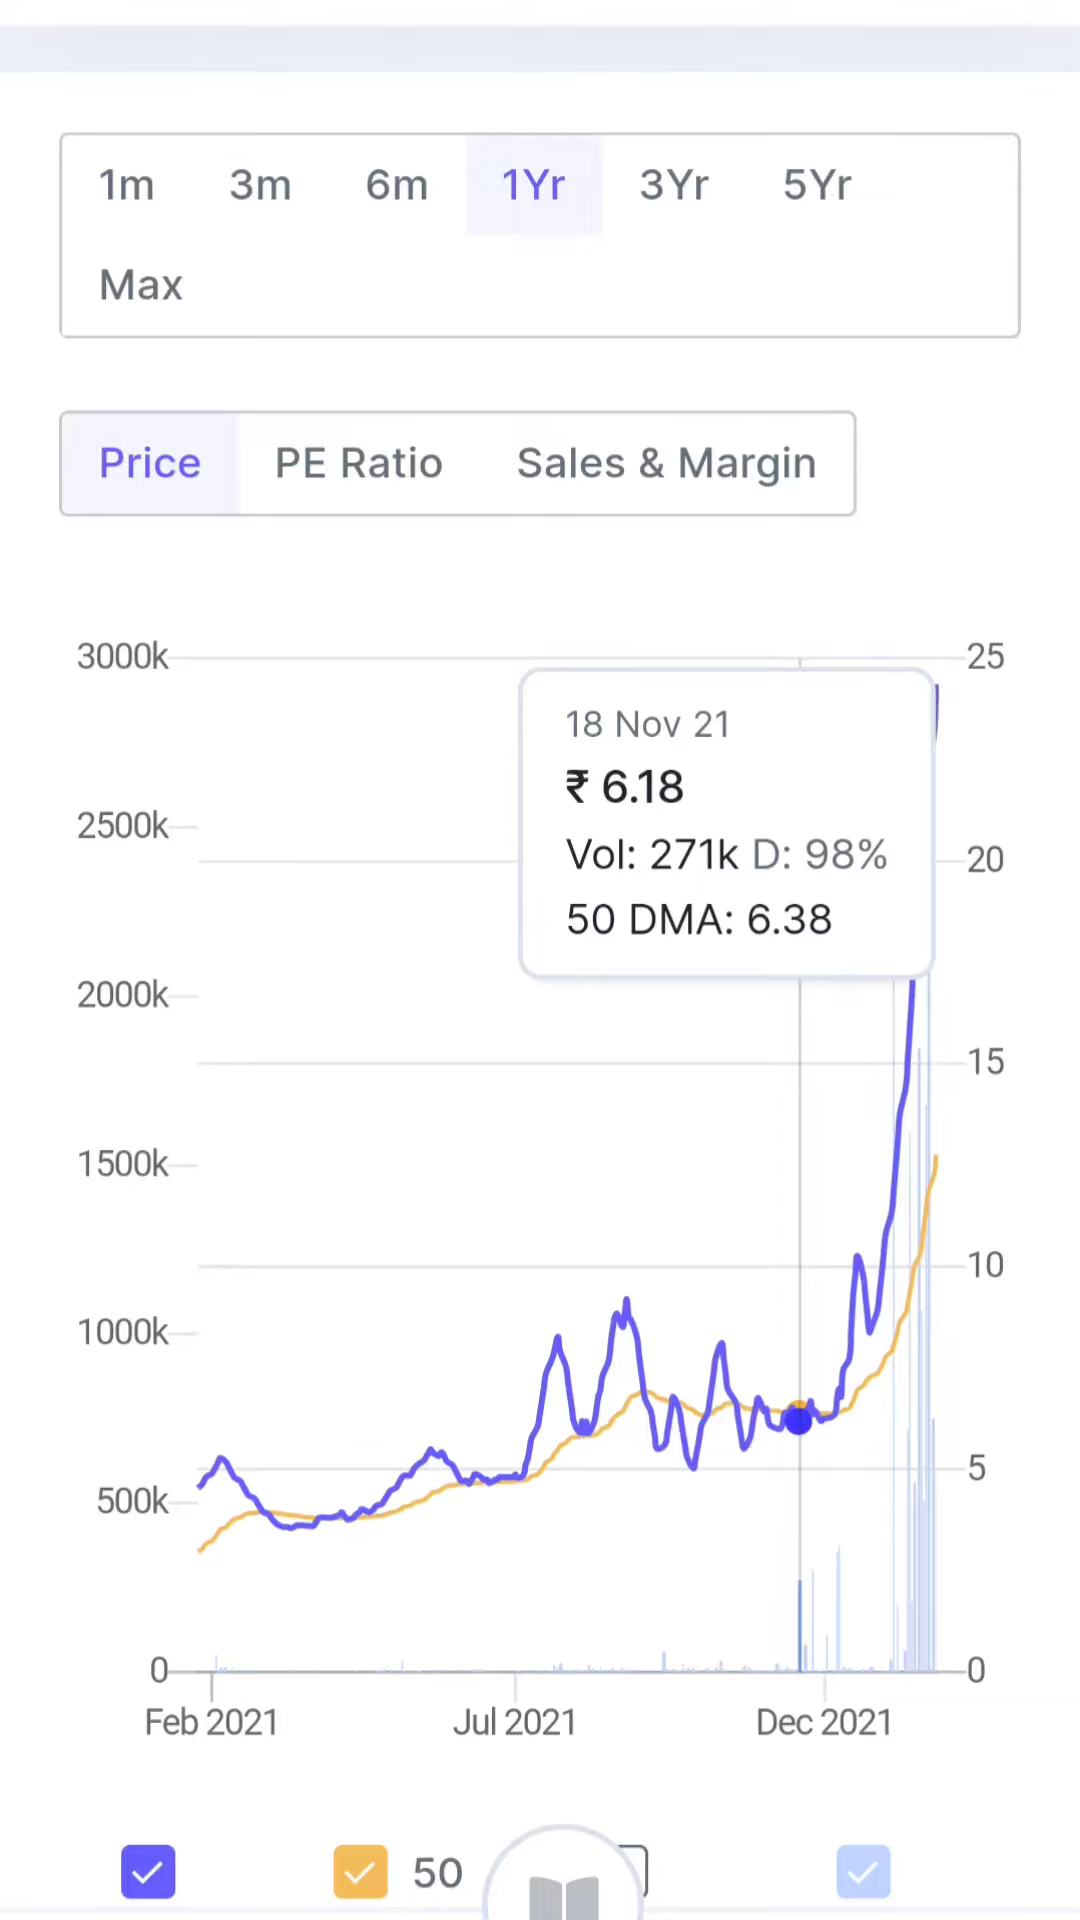 1m 3m 6m 1Yr 3Yr 5Yr
Max
Price PE Ratio Sales & Margin
3000k 25
18 Nov 21
₹ 6.18
2500k
Vol: 271k D: 98% 20
50 DMA: 6.38
2000k
15
1500k
10
1000k
5
500k
0 0
Feb 2021 Jul 2021 Dec 2021
50